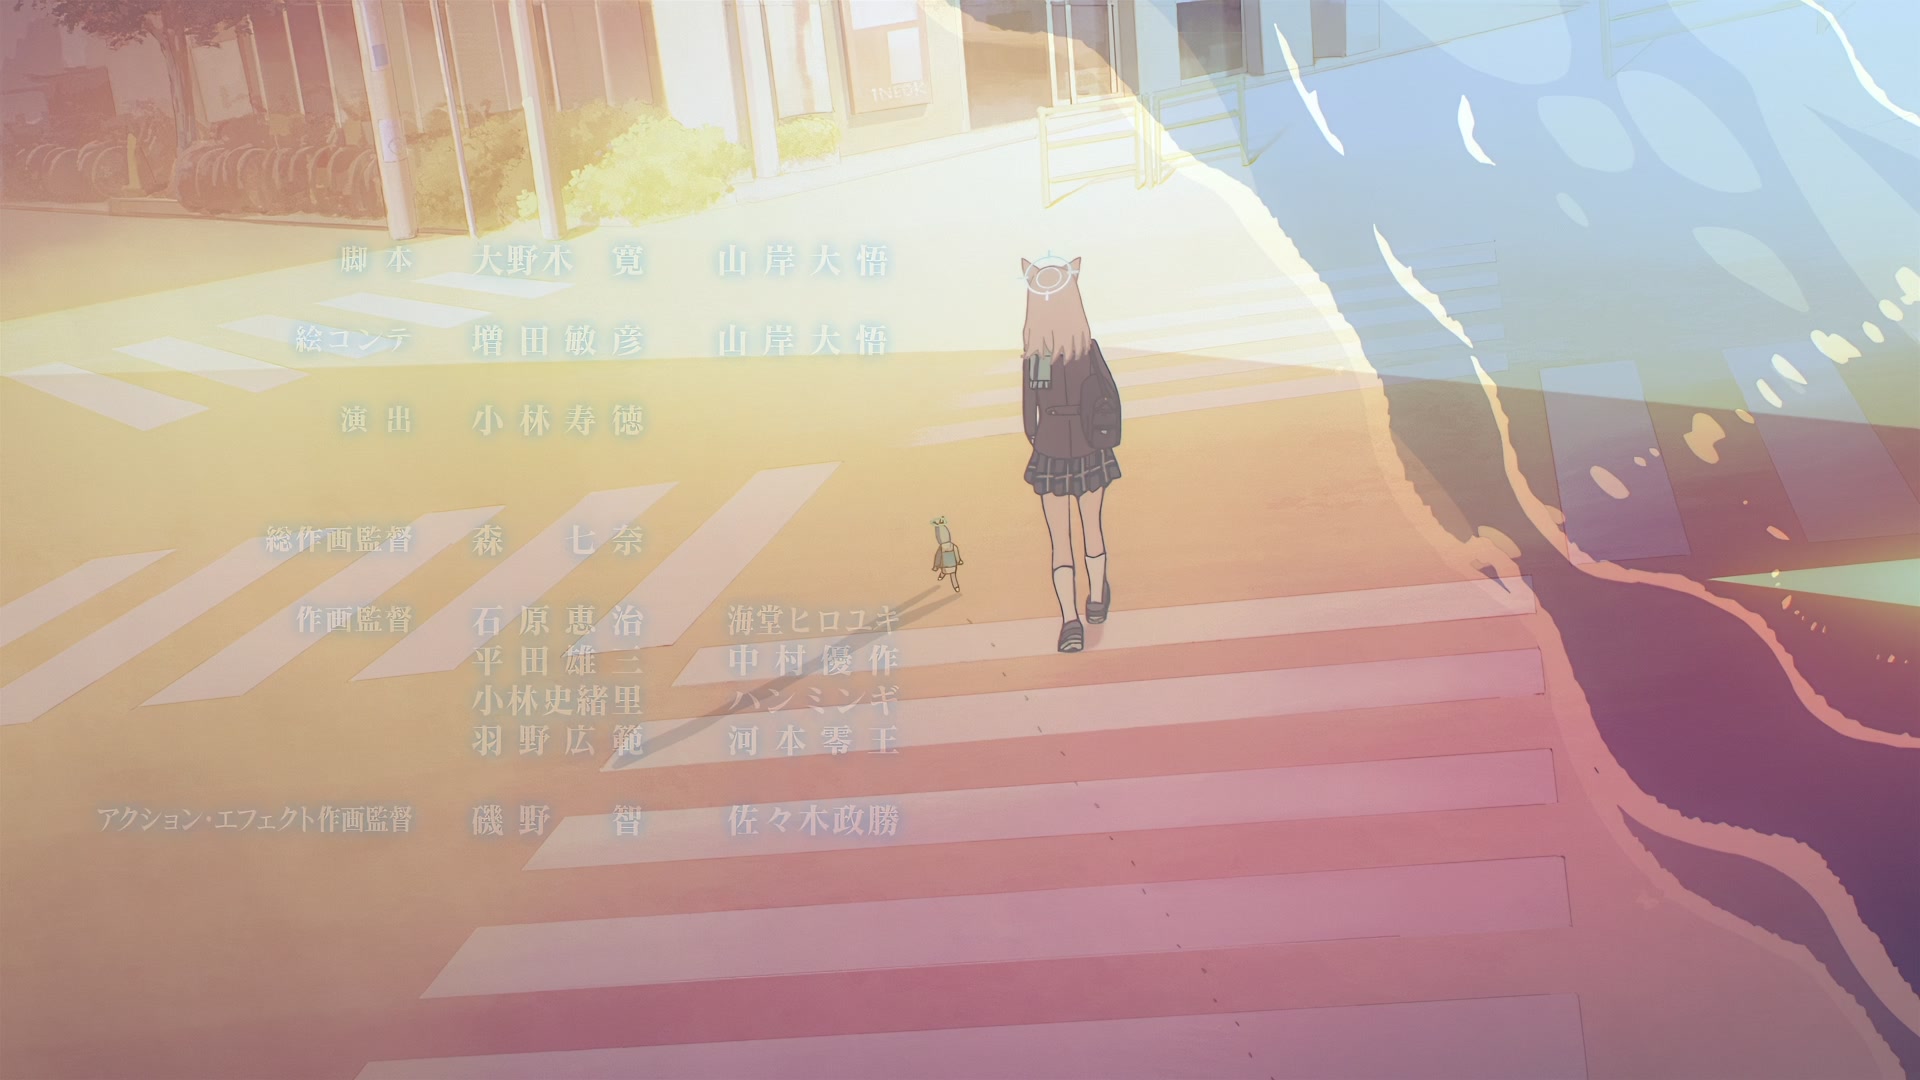 1NEOK
脚本 大野木 寛 山岸大悟
絵コンテ 増田敏彦 山岸大悟
演出 小林寿徳
総作画監督 森 七奈
作画監督 石原恵治 海堂ヒロユキ
平田雄三 中村優作
小林史緒里 ハンミンギ
羽野広範 河本零王
アクション・エフェクト作画監督 磯野 智 佐々木政勝